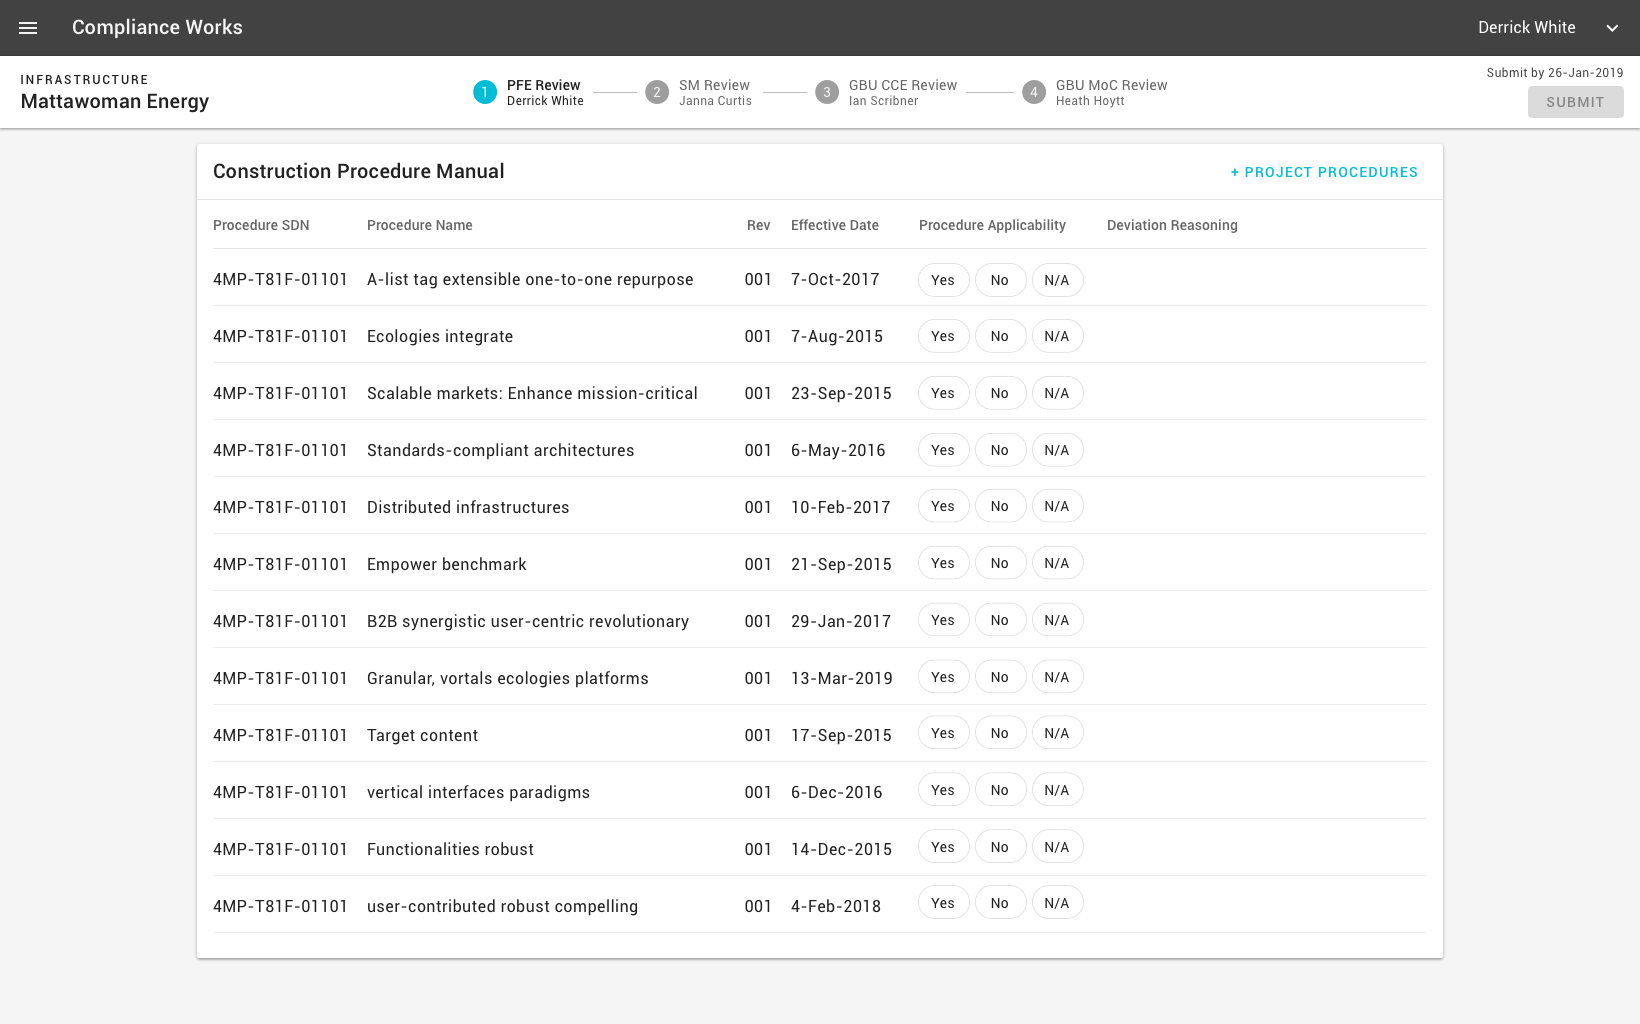 Compliance Works
Derrick White
INFRASTRUCTURE
Mattawoman Energy
1 PFE Review
Derrick White
2 SM Review
Janna Curtis
3 GBU CCE Review
Ian Scribner
4 GBU MoC Review
Heath Hoytt
Submit by 26-Jan-2019
SUBMIT
Construction Procedure Manual
+ PROJECT PROCEDURES
Procedure SDN Procedure Name Rev Effective Date Procedure Applicability Deviation Reasoning
4MP-T81F-01101 A-list tag extensible one-to-one repurpose 001 7-Oct-2017 Yes No N/A
4MP-T81F-01101 Ecologies integrate 001 7-Aug-2015 Yes No N/A
4MP-T81F-01101 Scalable markets: Enhance mission-critical 001 23-Sep-2015 Yes No N/A
4MP-T81F-01101 Standards-compliant architectures 001 6-May-2016 Yes No N/A
4MP-T81F-01101 Distributed infrastructures 001 10-Feb-2017 Yes No N/A
4MP-T81F-01101 Empower benchmark 001 21-Sep-2015 Yes No N/A
4MP-T81F-01101 B2B synergistic user-centric revolutionary 001 29-Jan-2017 Yes No N/A
4MP-T81F-01101 Granular, vortals ecologies platforms 001 13-Mar-2019 Yes No N/A
4MP-T81F-01101 Target content 001 17-Sep-2015 Yes No N/A
4MP-T81F-01101 vertical interfaces paradigms 001 6-Dec-2016 Yes No N/A
4MP-T81F-01101 Functionalities robust 001 14-Dec-2015 Yes No N/A
4MP-T81F-01101 user-contributed robust compelling 001 4-Feb-2018 Yes No N/A